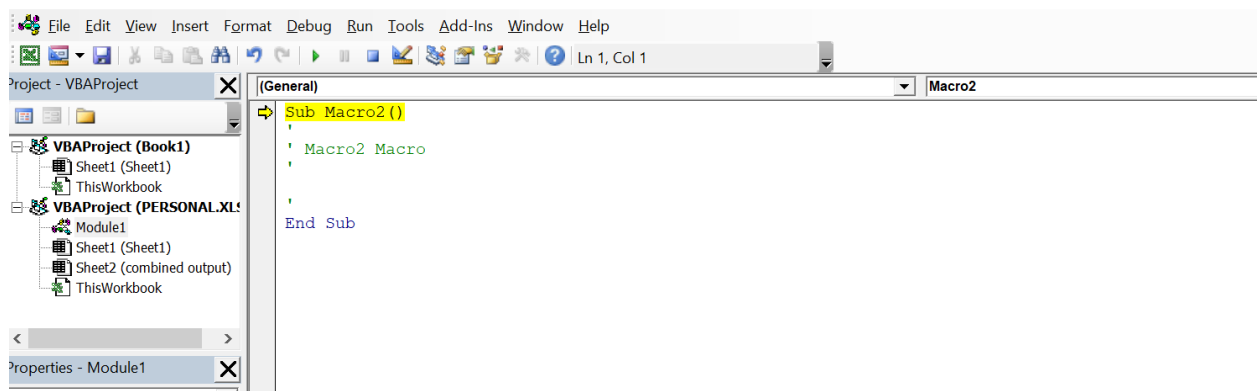 File Edit View Insert Format Debug Run Tools Add-Ins Window Help
Ln 1, Col 1
Project - VBAProject
(General)
Macro2
VBAProject (Book1)
Sheet1 (Sheet1)
ThisWorkbook
VBAProject (PERSONAL.XLS
Module1
Sheet1 (Sheet1)
Sheet2 (combined output)
ThisWorkbook
Properties - Module1
Sub Macro2()
'
' Macro2 Macro
'
'
End Sub